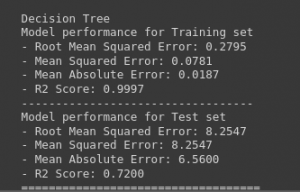 Decision Tree
Model performance for Training set
- Root Mean Squared Error: 0.2795
- Mean Squared Error: 0.0781
- Mean Absolute Error: 0.0187
- R2 Score: 0.9997
----------------------------------
Model performance for Test set
- Root Mean Squared Error: 8.2547
- Mean Squared Error: 8.2547
- Mean Absolute Error: 6.5600
- R2 Score: 0.7200
===================================